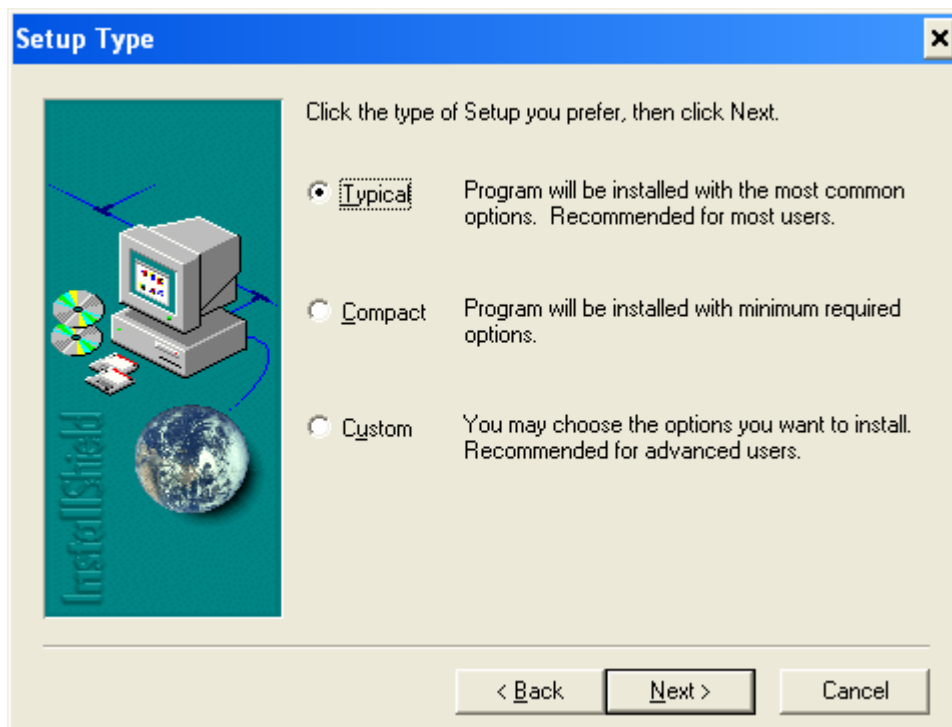 Setup Type
Click the type of Setup you prefer, then click Next.
Typical
Program will be installed with the most common
options.  Recommended for most users.
Compact
Program will be installed with minimum required
options.
Custom
You may choose the options you want to install.
Recommended for advanced users.
InstallShield
< Back
Next >
Cancel